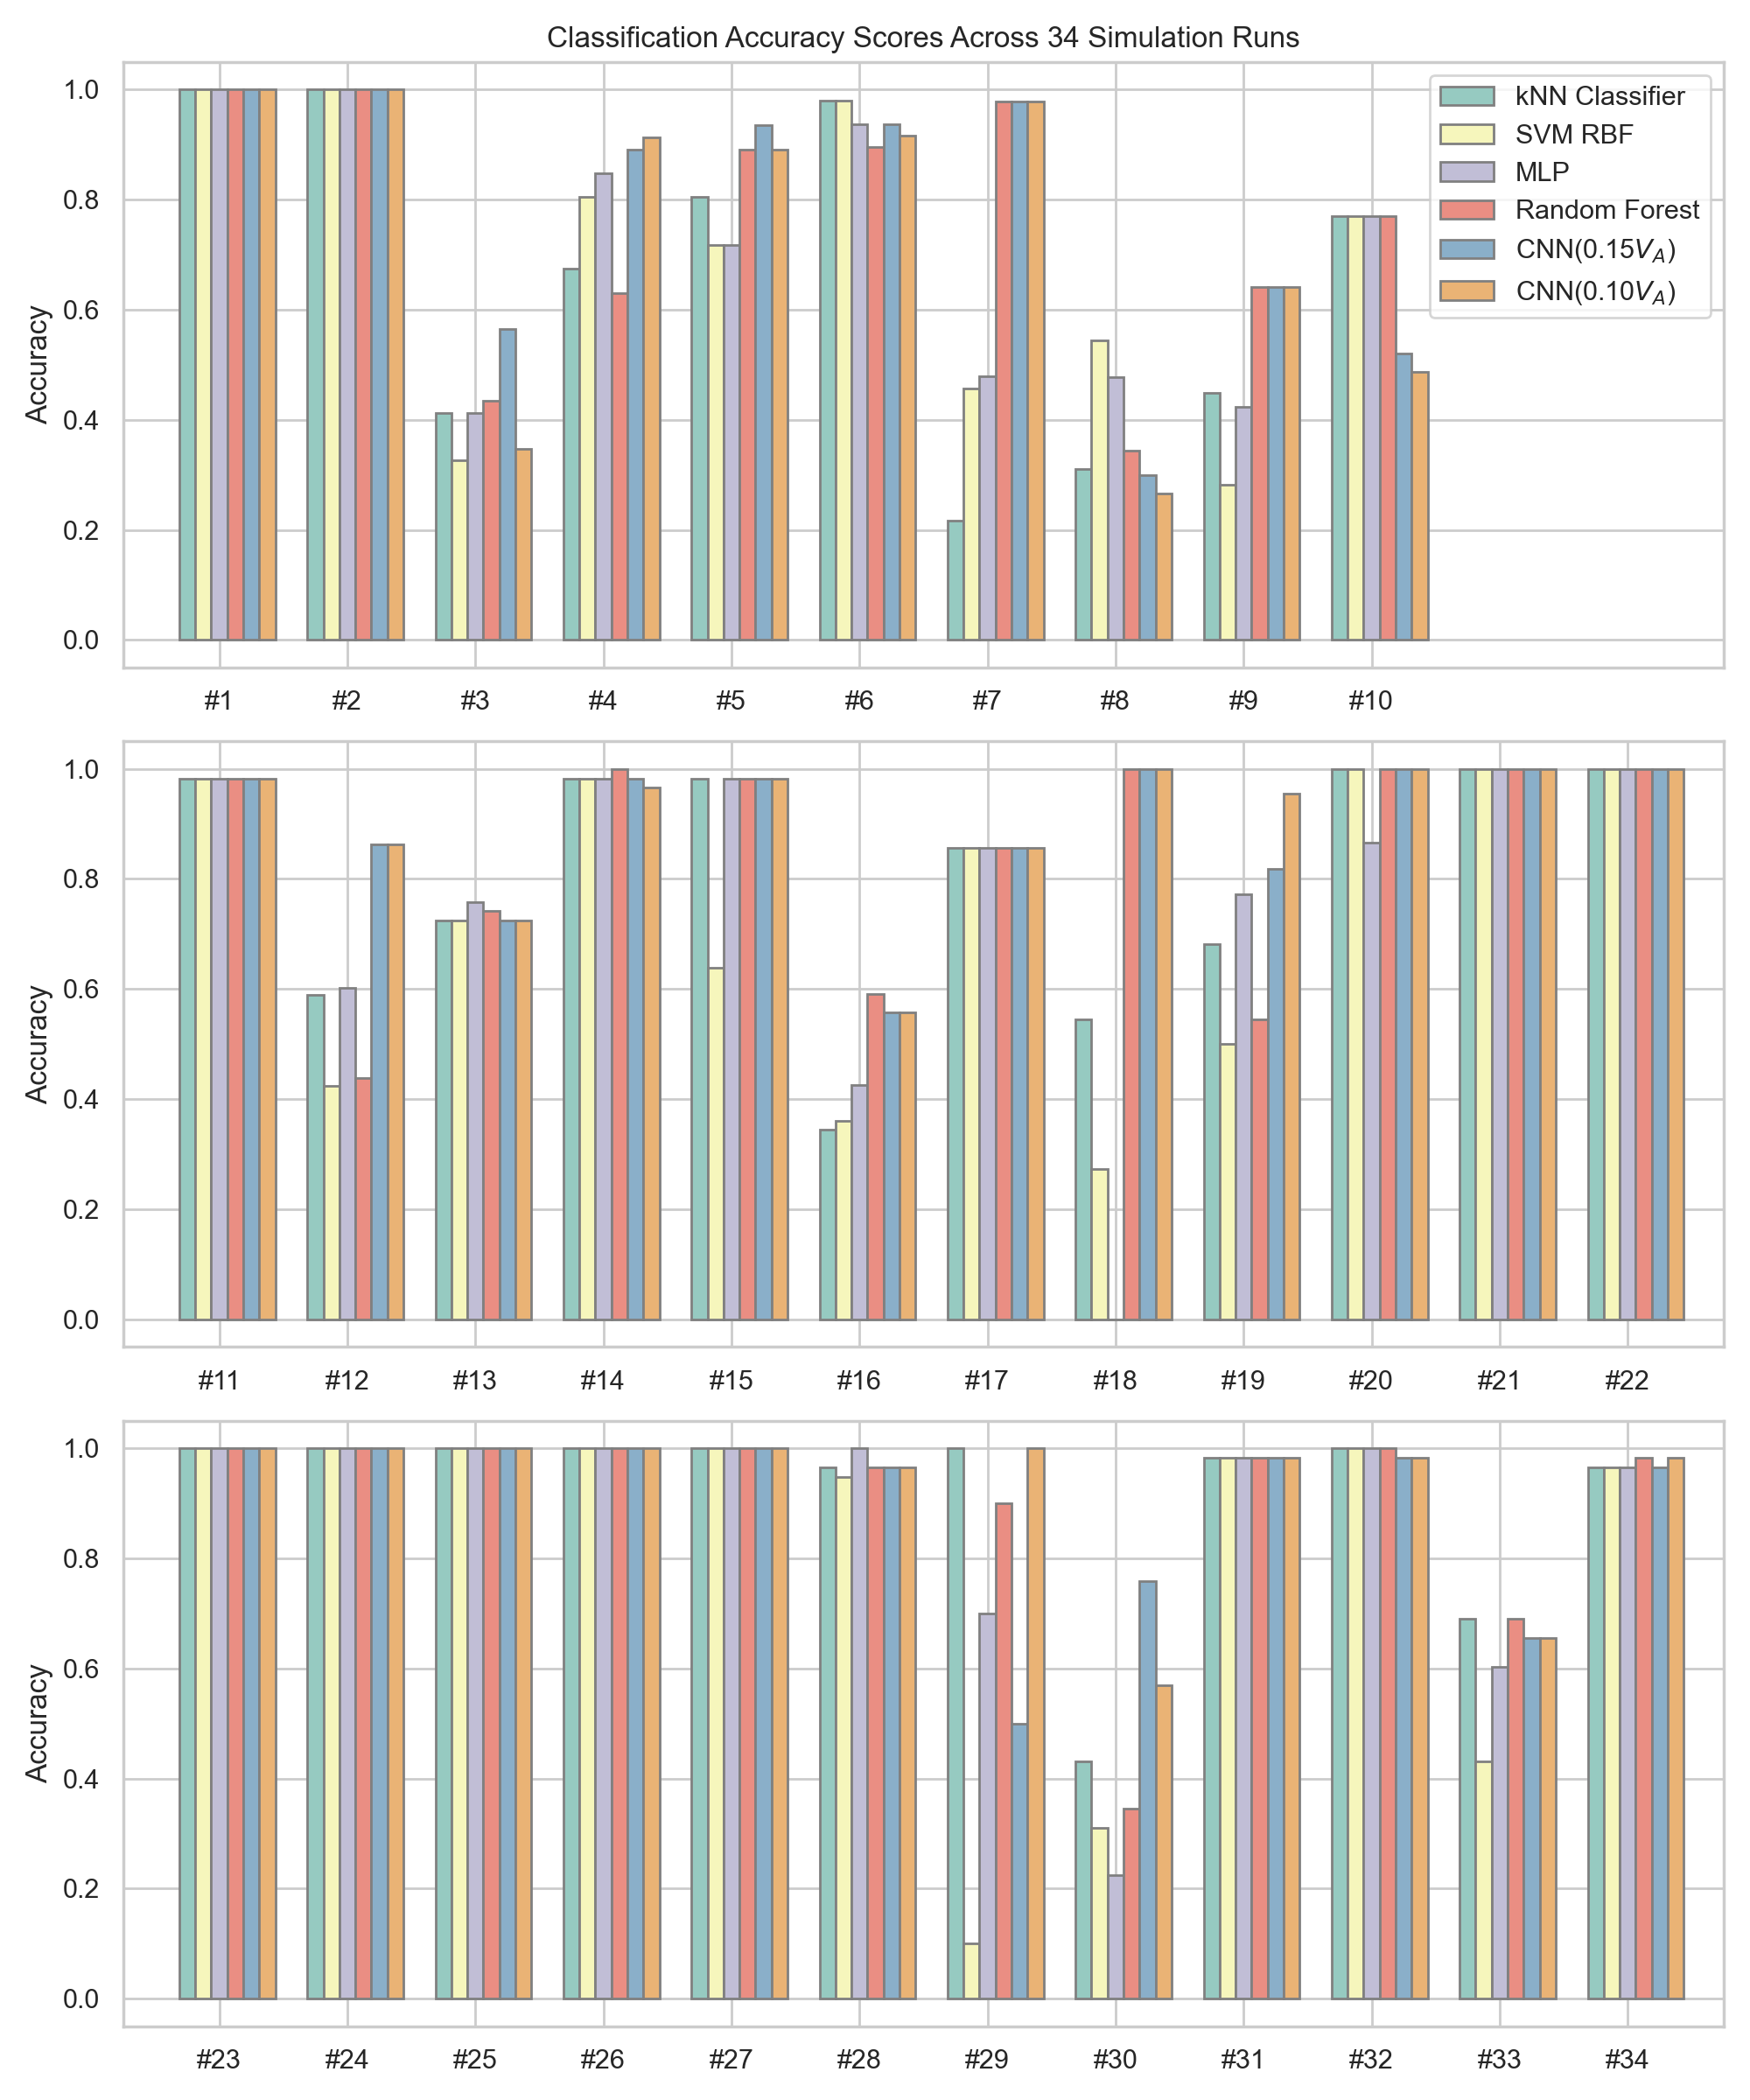 Classification Accuracy Scores Across 34 Simulation Runs
1.0
0.8
0.6
0.4
0.2
0.0
Accuracy
kNN Classifier
SVM RBF
MLP
Random Forest
CNN(0.15V_A)
CNN(0.10V_A)
#1 #2 #3 #4 #5 #6 #7 #8 #9 #10
1.0
0.8
0.6
0.4
0.2
0.0
Accuracy
#11 #12 #13 #14 #15 #16 #17 #18 #19 #20 #21 #22
1.0
0.8
0.6
0.4
0.2
0.0
Accuracy
#23 #24 #25 #26 #27 #28 #29 #30 #31 #32 #33 #34